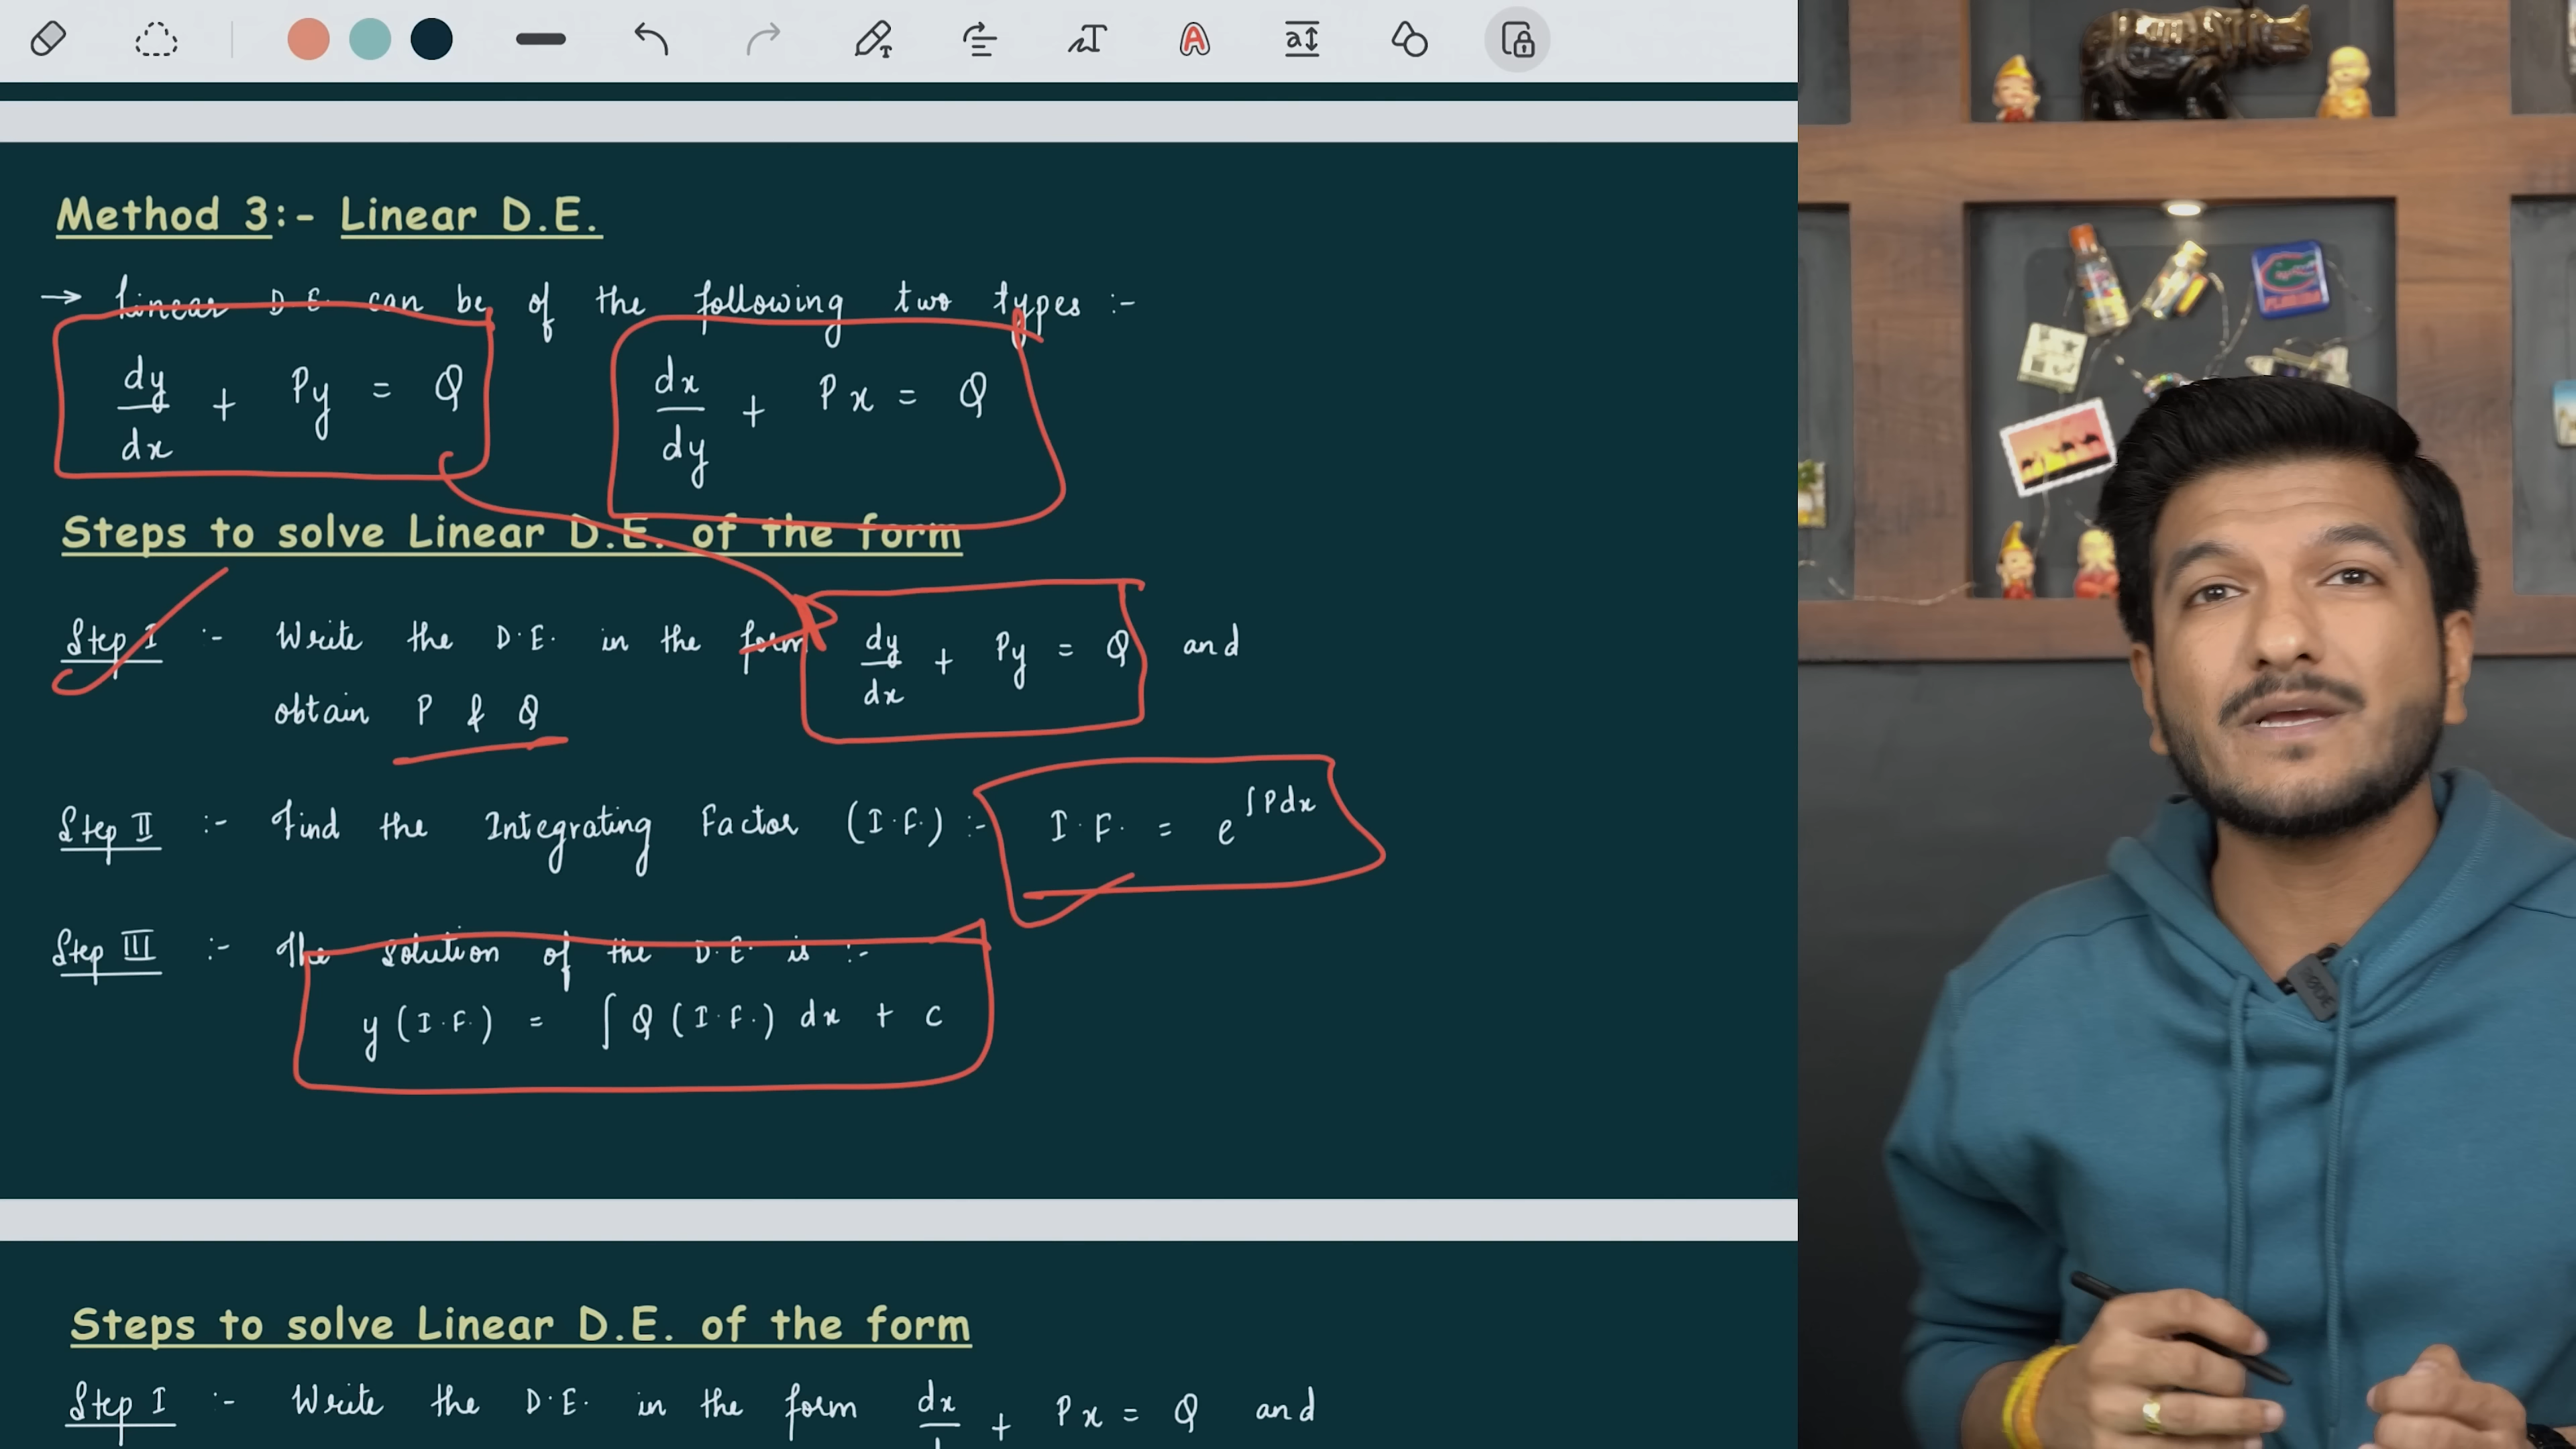 Method 3:- Linear D.E.
→ Linear D.E. can be of the following two types :-
dy/dx + Py = Q    dx/dy + Px = Q
Steps to solve Linear D.E. of the form
Step I :- Write the D.E. in the form dy/dx + Py = Q and
obtain P & Q
Step II :- Find the Integrating Factor (I.F.) :- I.F. = e^∫Pdx
Step III :- The solution of the D.E. is :-
y (I.F.) = ∫ Q (I.F.) dx + c
Steps to solve Linear D.E. of the form
Step I :- Write the D.E. in the form dx + Px = Q and